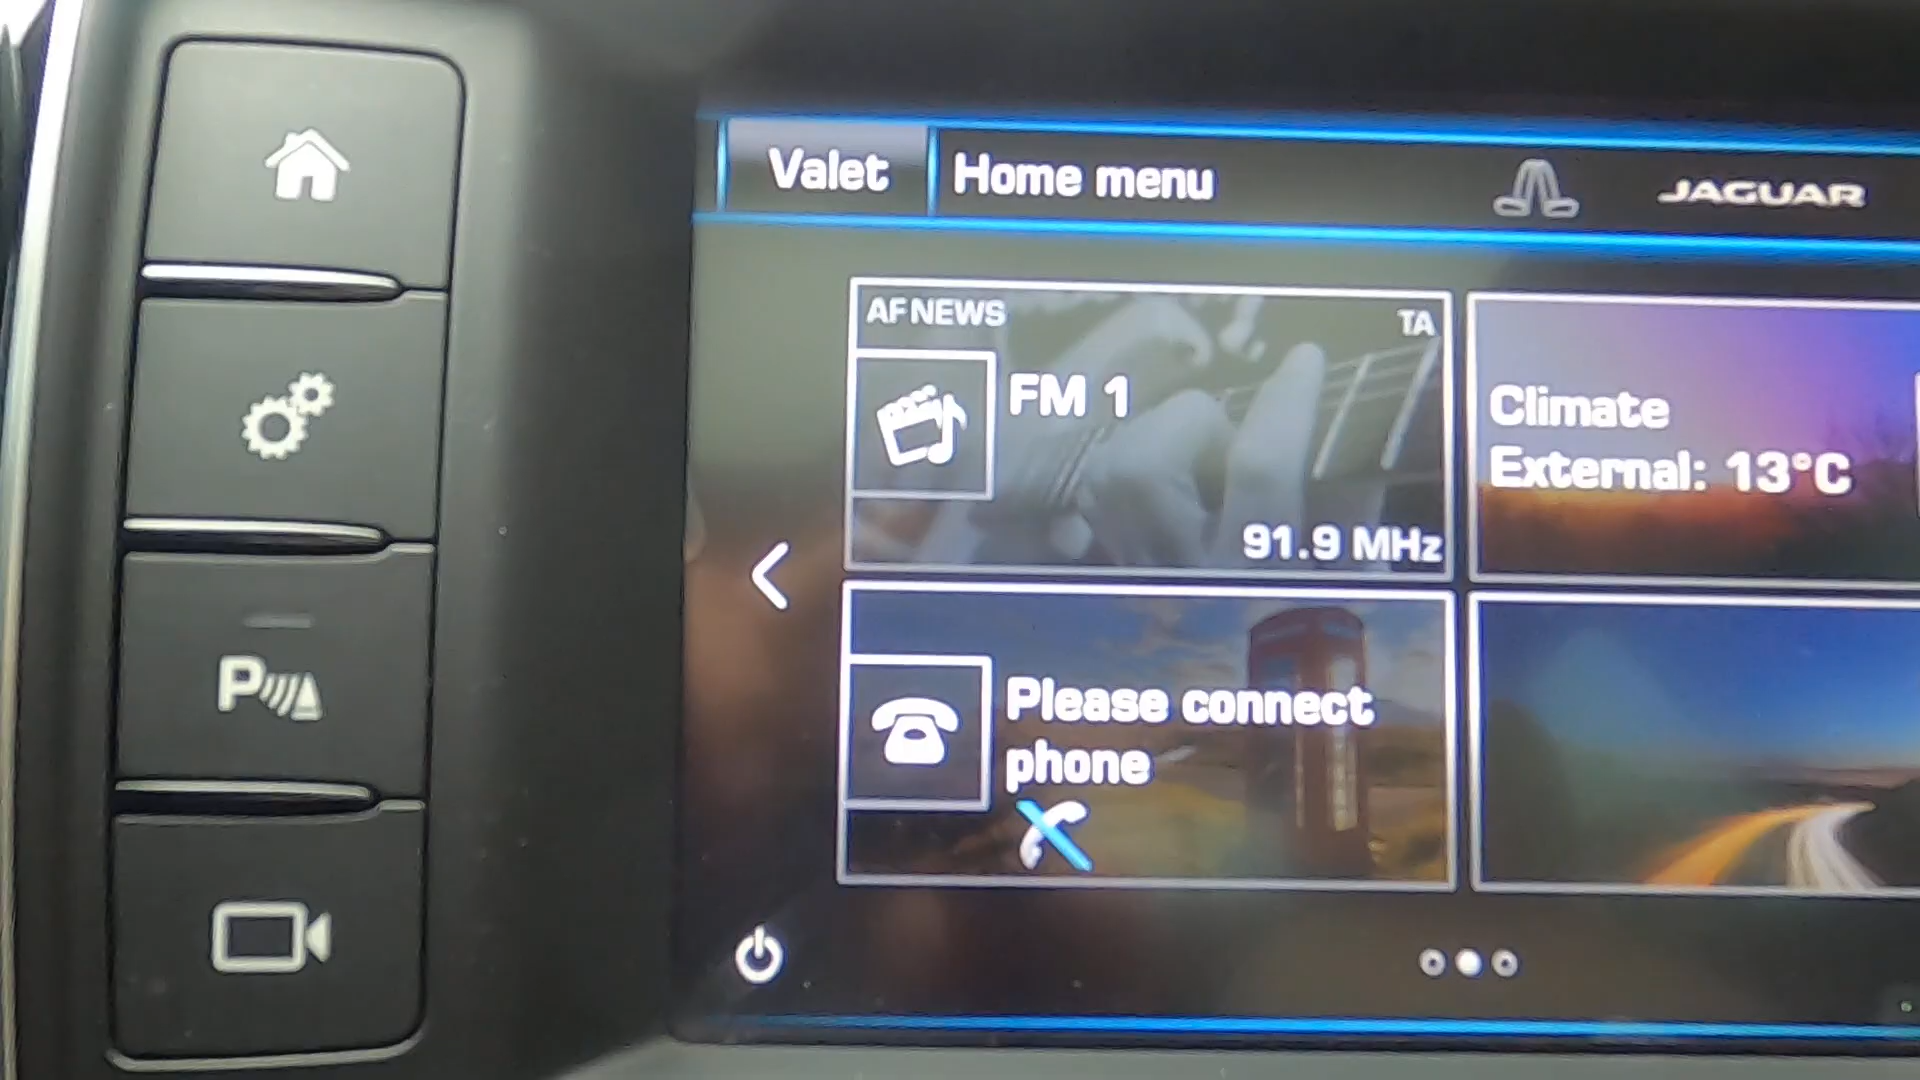 Valet
Home menu
JAGUAR
AF NEWS
TA
FM 1
91.9 MHz
Climate
External: 13°C
Please connect
phone
P